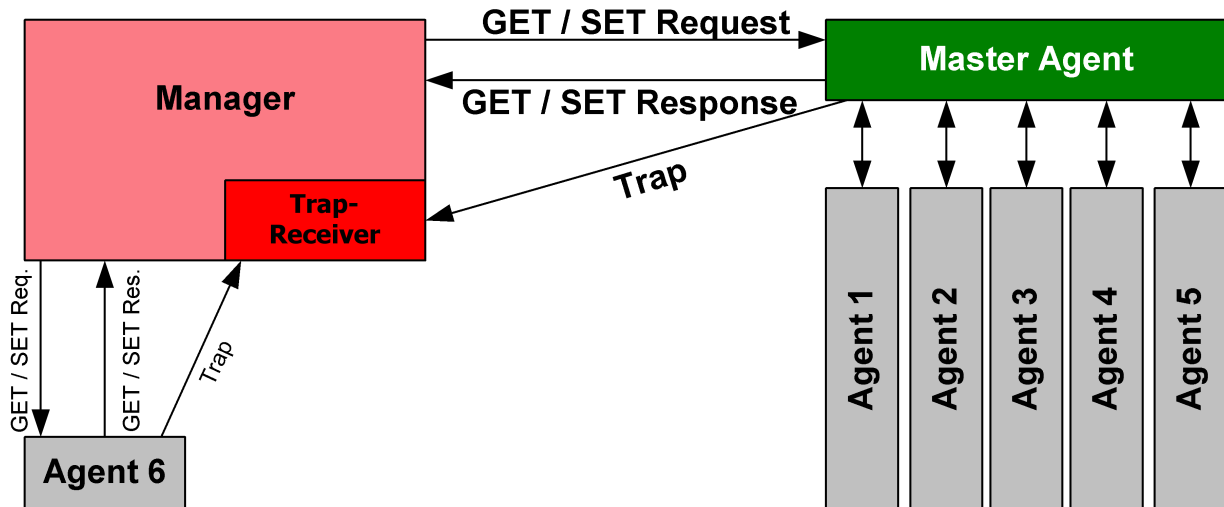 GET / SET Request
Master Agent
Manager
GET / SET Response
Trap
Trap-
Receiver
GET / SET Req.
GET / SET Res.
Trap
Agent 1
Agent 2
Agent 3
Agent 4
Agent 5
Agent 6